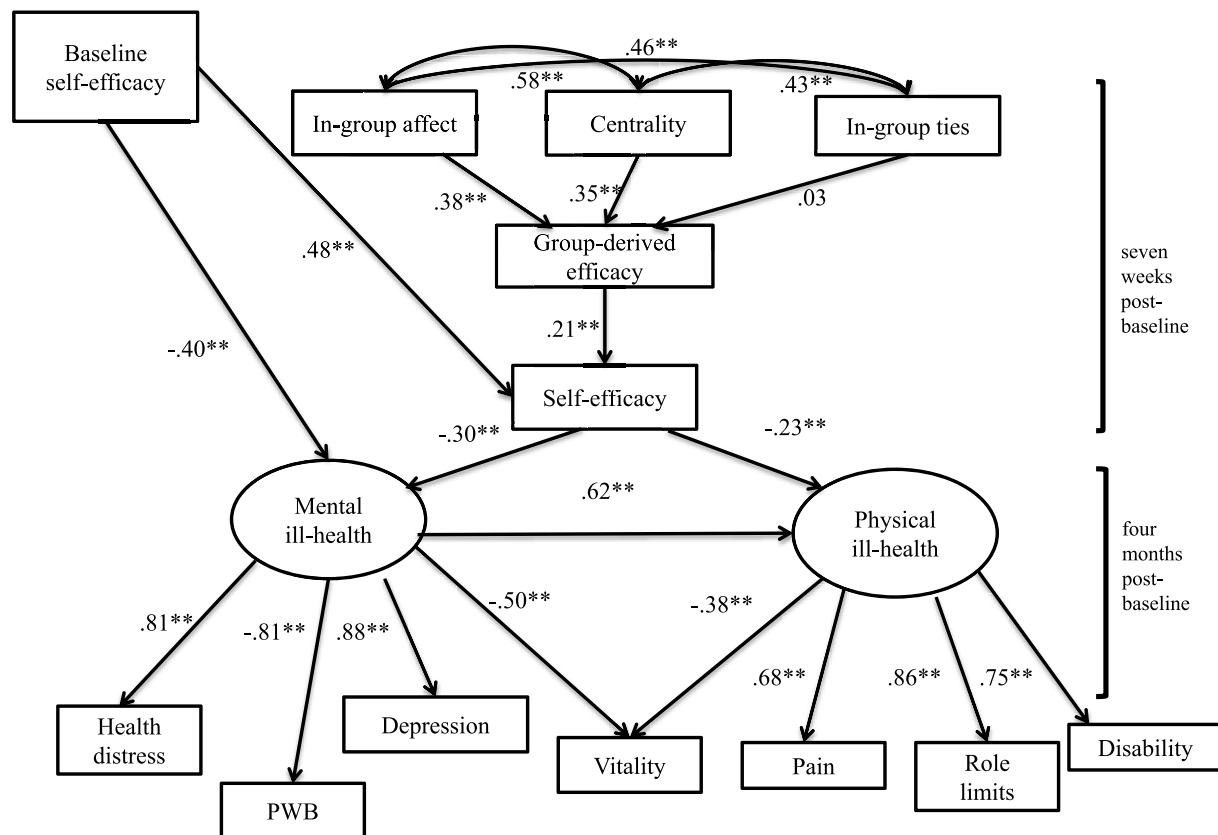 Baseline
self-efficacy
.46**
.58**
.43**
In-group affect
Centrality
In-group ties
.38**
.35**
.03
Group-derived
efficacy
.48**
seven
weeks
post-
baseline
.21**
-.40**
Self-efficacy
-.30**
-.23**
.62**
Mental
ill-health
Physical
ill-health
four
months
post-
baseline
-.50**
-.38**
.81**
-.81**
.88**
.68**
.86**
.75**
Health
distress
Depression
Vitality
Pain
Role
limits
Disability
PWB